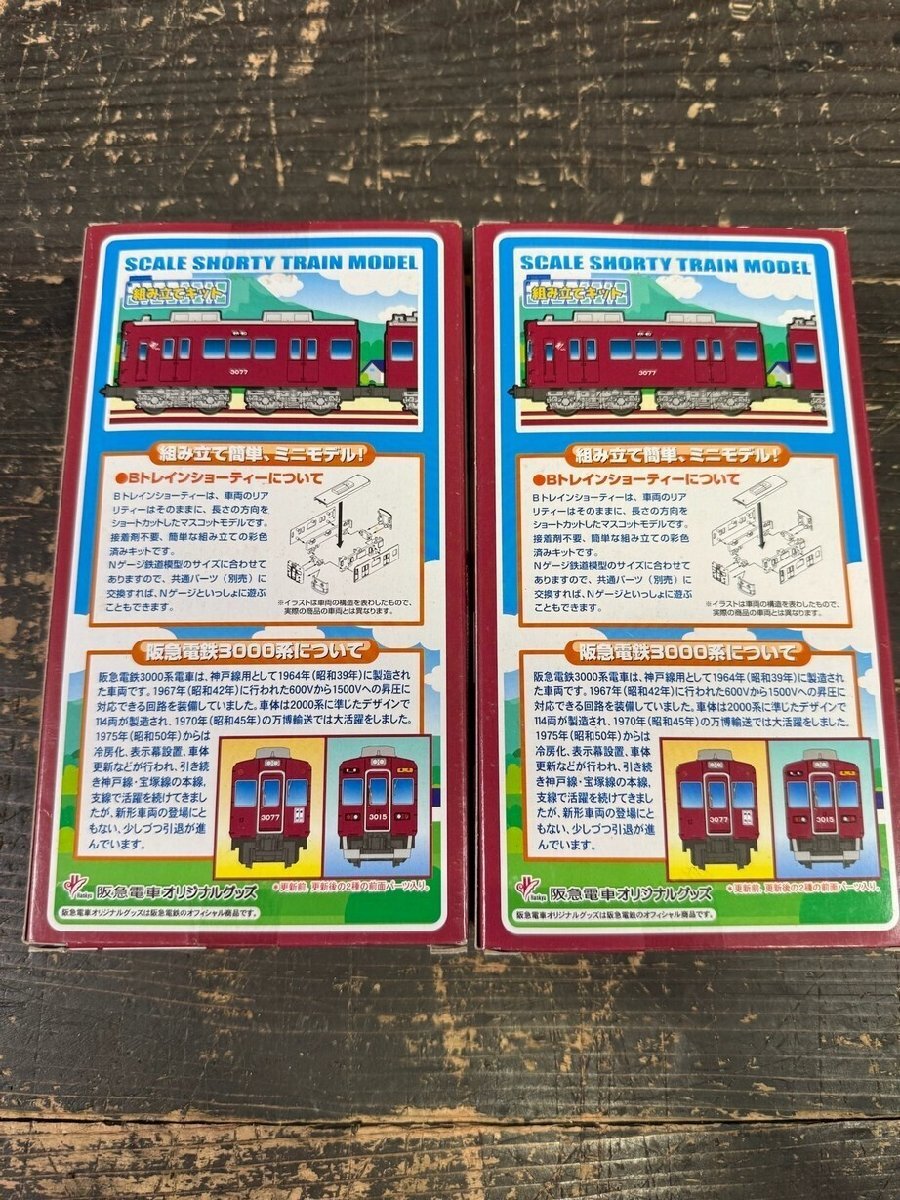 SCALE SHORTY TRAIN MODEL
組み立てキット
3077
組み立て簡単、ミニモデル!
●Bトレインショーティーについて
Bトレインショーティーは、車両のリア
リティーはそのままに、長さの方向を
ショートカットしたマスコットモデルです。
接着剤不要、簡単な組み立ての彩色
済みキットです。
Nゲージ鉄道模型のサイズに合わせて
ありますので、共通パーツ(別売)に
交換すれば、Nゲージといっしょに遊ぶ
こともできます。
※イラストは車両の構造を表わしたもので、
実際の商品の車両とは異なります。
阪急電鉄3000系について
阪急電鉄3000系電車は、神戸線用として1964年(昭和39年)に製造さ
れた車両です。1967年(昭和42年)に行われた600Vから1500Vへの昇圧に
対応できる回路を装備していました。車体は2000系に準じたデザインで
114両が製造され、1970年(昭和45年)の万博輸送では大活躍をしました。
1975年(昭和50年)からは
冷房化、表示幕設置、車体
更新などが行われ、引き続
き神戸線・宝塚線の本線、
支線で活躍を続けてきまし
たが、新形車両の登場にと
もない、少しづつ引退が進
んでいます。
3077
3015
*更新前、更新後の2種の前面パーツ入り。
Hankyu
阪急電車オリジナルグッズ
阪急電車オリジナルグッズは阪急電鉄のオフィシャル商品です。
SCALE SHORTY TRAIN MODEL
組み立てキット
3077
組み立て簡単、ミニモデル!
●Bトレインショーティーについて
Bトレインショーティーは、車両のリア
リティーはそのままに、長さの方向を
ショートカットしたマスコットモデルです。
接着剤不要、簡単な組み立ての彩色
済みキットです。
Nゲージ鉄道模型のサイズに合わせて
ありますので、共通パーツ(別売)に
交換すれば、Nゲージといっしょに遊ぶ
こともできます。
※イラストは車両の構造を表わしたもので、
実際の商品の車両とは異なります。
阪急電鉄3000系について
阪急電鉄3000系電車は、神戸線用として1964年(昭和39年)に製造さ
れた車両です。1967年(昭和42年)に行われた600Vから1500Vへの昇圧に
対応できる回路を装備していました。車体は2000系に準じたデザインで
114両が製造され、1970年(昭和45年)の万博輸送では大活躍をしました。
1975年(昭和50年)からは
冷房化、表示幕設置、車体
更新などが行われ、引き続
き神戸線・宝塚線の本線、
支線で活躍を続けてきまし
たが、新形車両の登場にと
もない、少しづつ引退が進
んでいます。
3077
3015
*更新前、更新後の2種の前面パーツ入り。
Hankyu
阪急電車オリジナルグッズ
阪急電車オリジナルグッズは阪急電鉄のオフィシャル商品です。